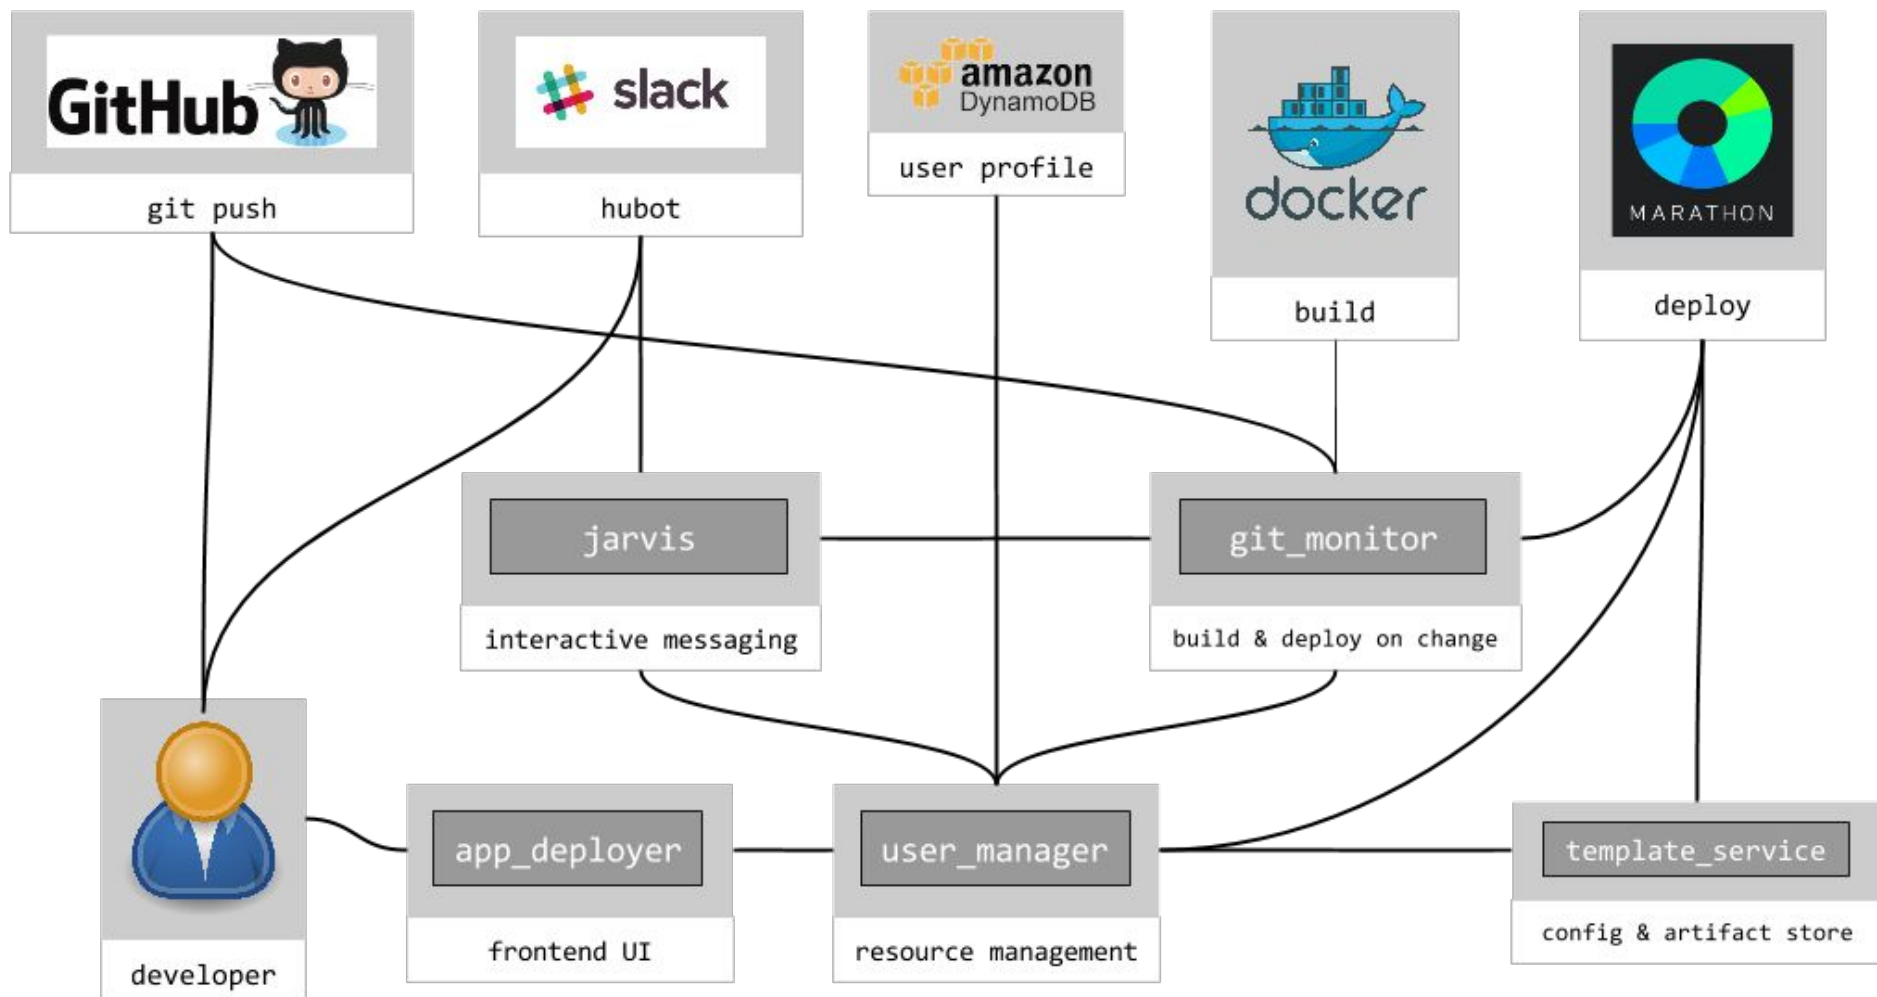 GitHub
git push
slack
hubot
amazon
DynamoDB
user profile
docker
build
MARATHON
deploy
jarvis
interactive messaging
git_monitor
build & deploy on change
developer
app_deployer
frontend UI
user_manager
resource management
template_service
config & artifact store